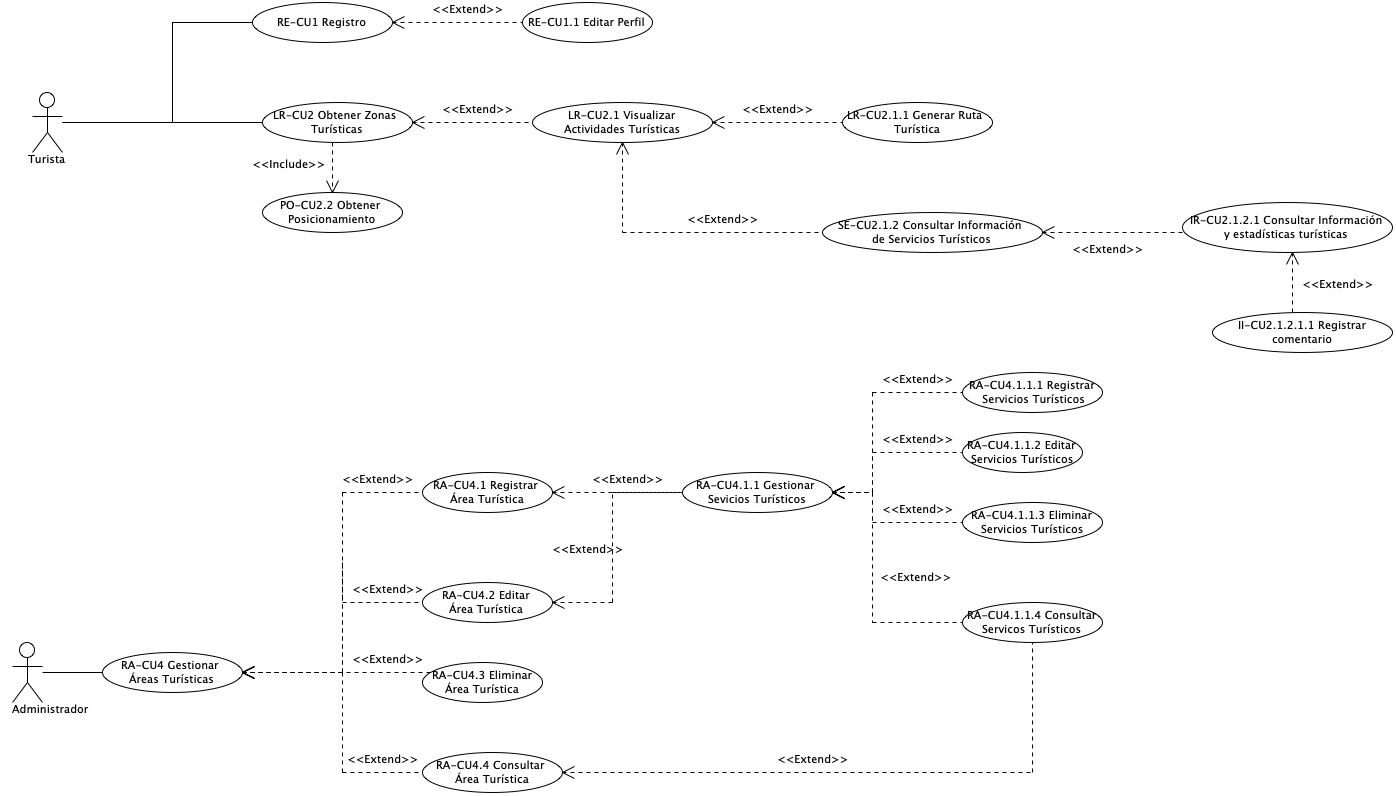 <<Extend>>
RE-CU1 Registro
RE-CU1.1 Editar Perfil
LR-CU2 Obtener Zonas
Turísticas
<<Extend>>
LR-CU2.1 Visualizar
Actividades Turísticas
<<Extend>>
LR-CU2.1.1 Generar Ruta
Turística
Turista
<<Include>>
PO-CU2.2 Obtener
Posicionamiento
<<Extend>>
SE-CU2.1.2 Consultar Información
de Servicios Turísticos
<<Extend>>
IR-CU2.1.2.1 Consultar Información
y estadísticas turísticas
<<Extend>>
II-CU2.1.2.1.1 Registrar
comentario
<<Extend>>
RA-CU4.1.1.1 Registrar
Servicios Turísticos
<<Extend>>
RA-CU4.1.1.2 Editar
Servicios Turísticos
<<Extend>>
RA-CU4.1 Registrar
Área Turística
<<Extend>>
RA-CU4.1.1 Gestionar
Sevicios Turísticos
<<Extend>>
RA-CU4.1.1.3 Eliminar
Servicios Turísticos
<<Extend>>
<<Extend>>
RA-CU4.2 Editar
Área Turística
<<Extend>>
RA-CU4.1.1.4 Consultar
Servicos Turísticos
RA-CU4 Gestionar
Áreas Turísticas
<<Extend>>
RA-CU4.3 Eliminar
Área Turística
Administrador
<<Extend>>
RA-CU4.4 Consultar
Área Turística
<<Extend>>